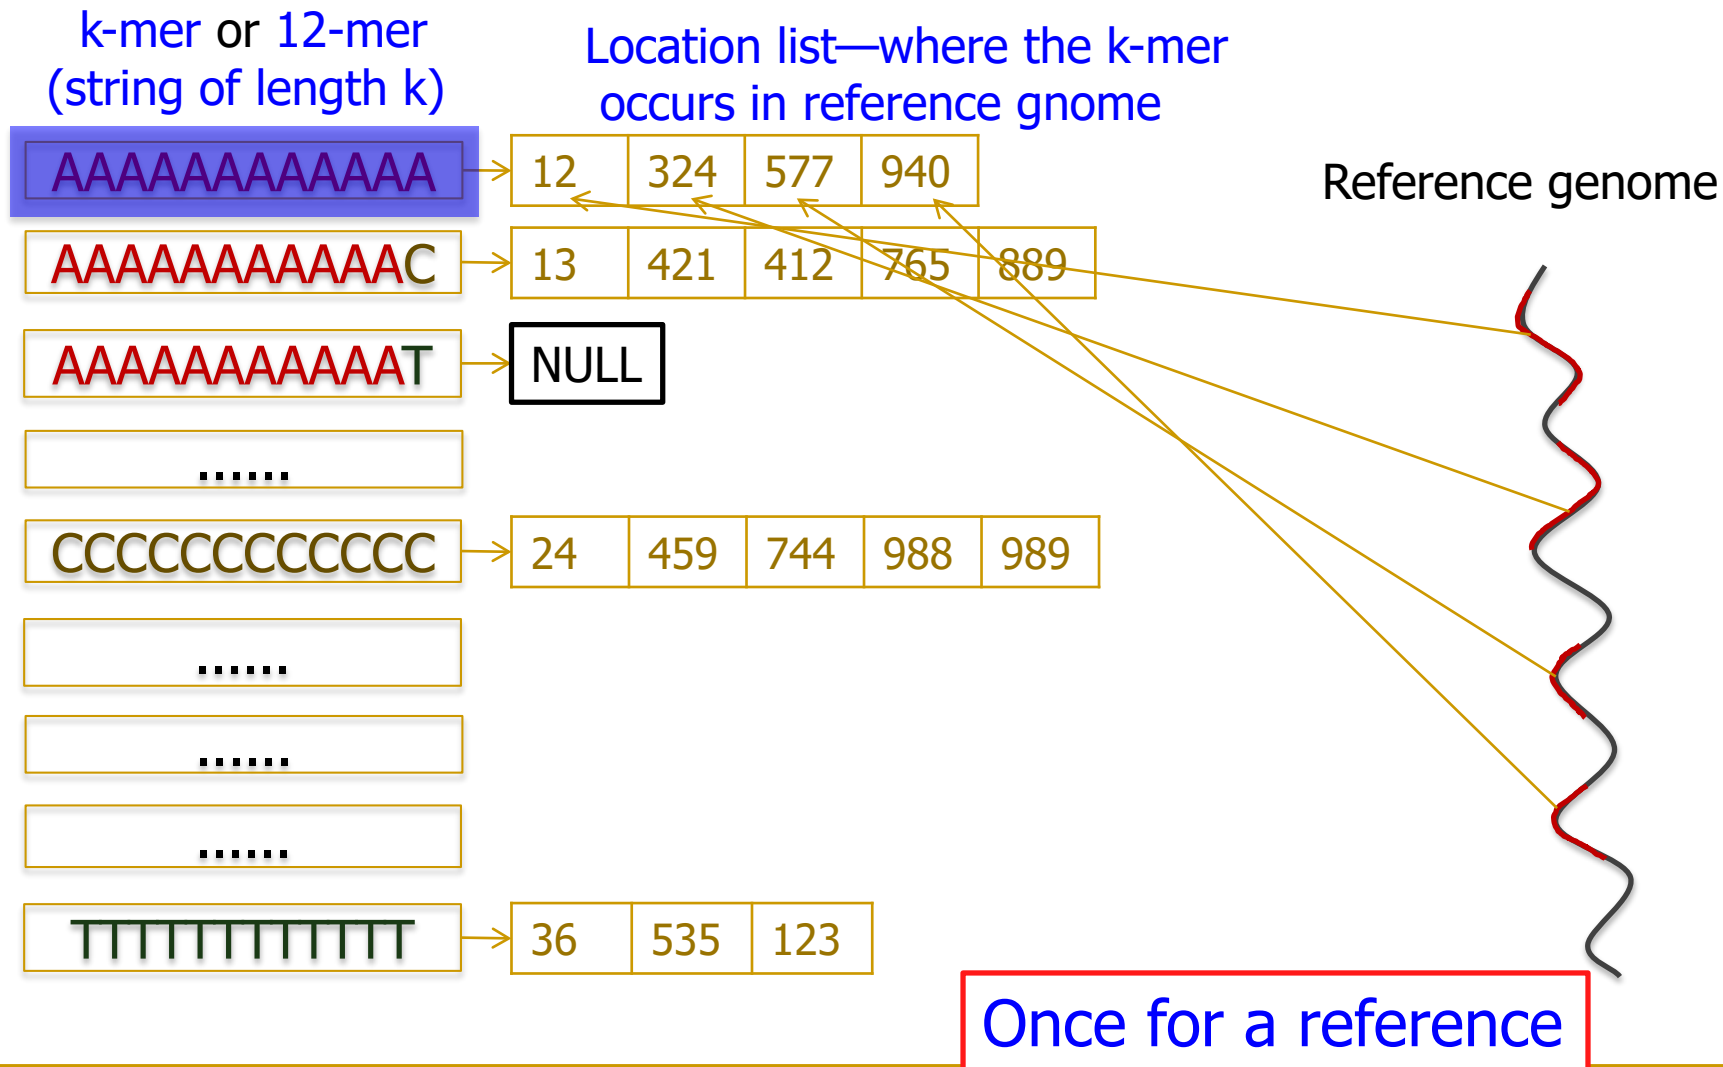 k-mer or 12-mer
(string of length k)
Location list—where the k-mer
occurs in reference gnome
Reference genome
AAAAAAAAAAAA
12 324 577 940
AAAAAAAAAAAC
13 421 412 765 889
AAAAAAAAAAAT
NULL
......
CCCCCCCCCCCC
24 459 744 988 989
......
......
......
TTTTTTTTTTTT
36 535 123
Once for a reference